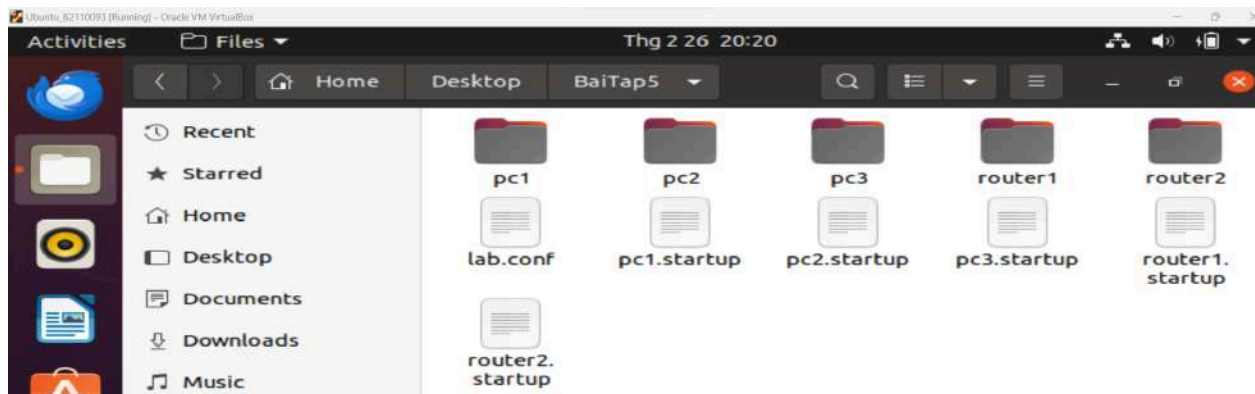 Ubuntu_82110093 [Running] - Oracle VM VirtualBox
Activities Files Thg 2 26 20:20
Home Desktop BaiTap5
Recent
Starred
Home
Desktop
Documents
Downloads
Music
pc1 pc2 pc3 router1 router2
lab.conf pc1.startup pc2.startup pc3.startup router1.
startup
router2.
startup